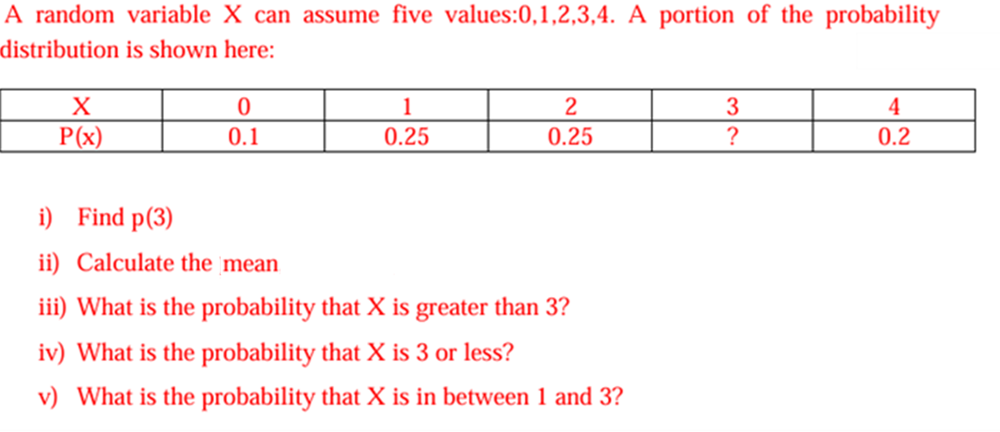 A random variable X can assume five values:0,1,2,3,4. A portion of the probability
distribution is shown here:
X 0 1 2 3 4
P(x) 0.1 0.25 0.25 ? 0.2
i) Find p(3)
ii) Calculate the mean
iii) What is the probability that X is greater than 3?
iv) What is the probability that X is 3 or less?
v) What is the probability that X is in between 1 and 3?